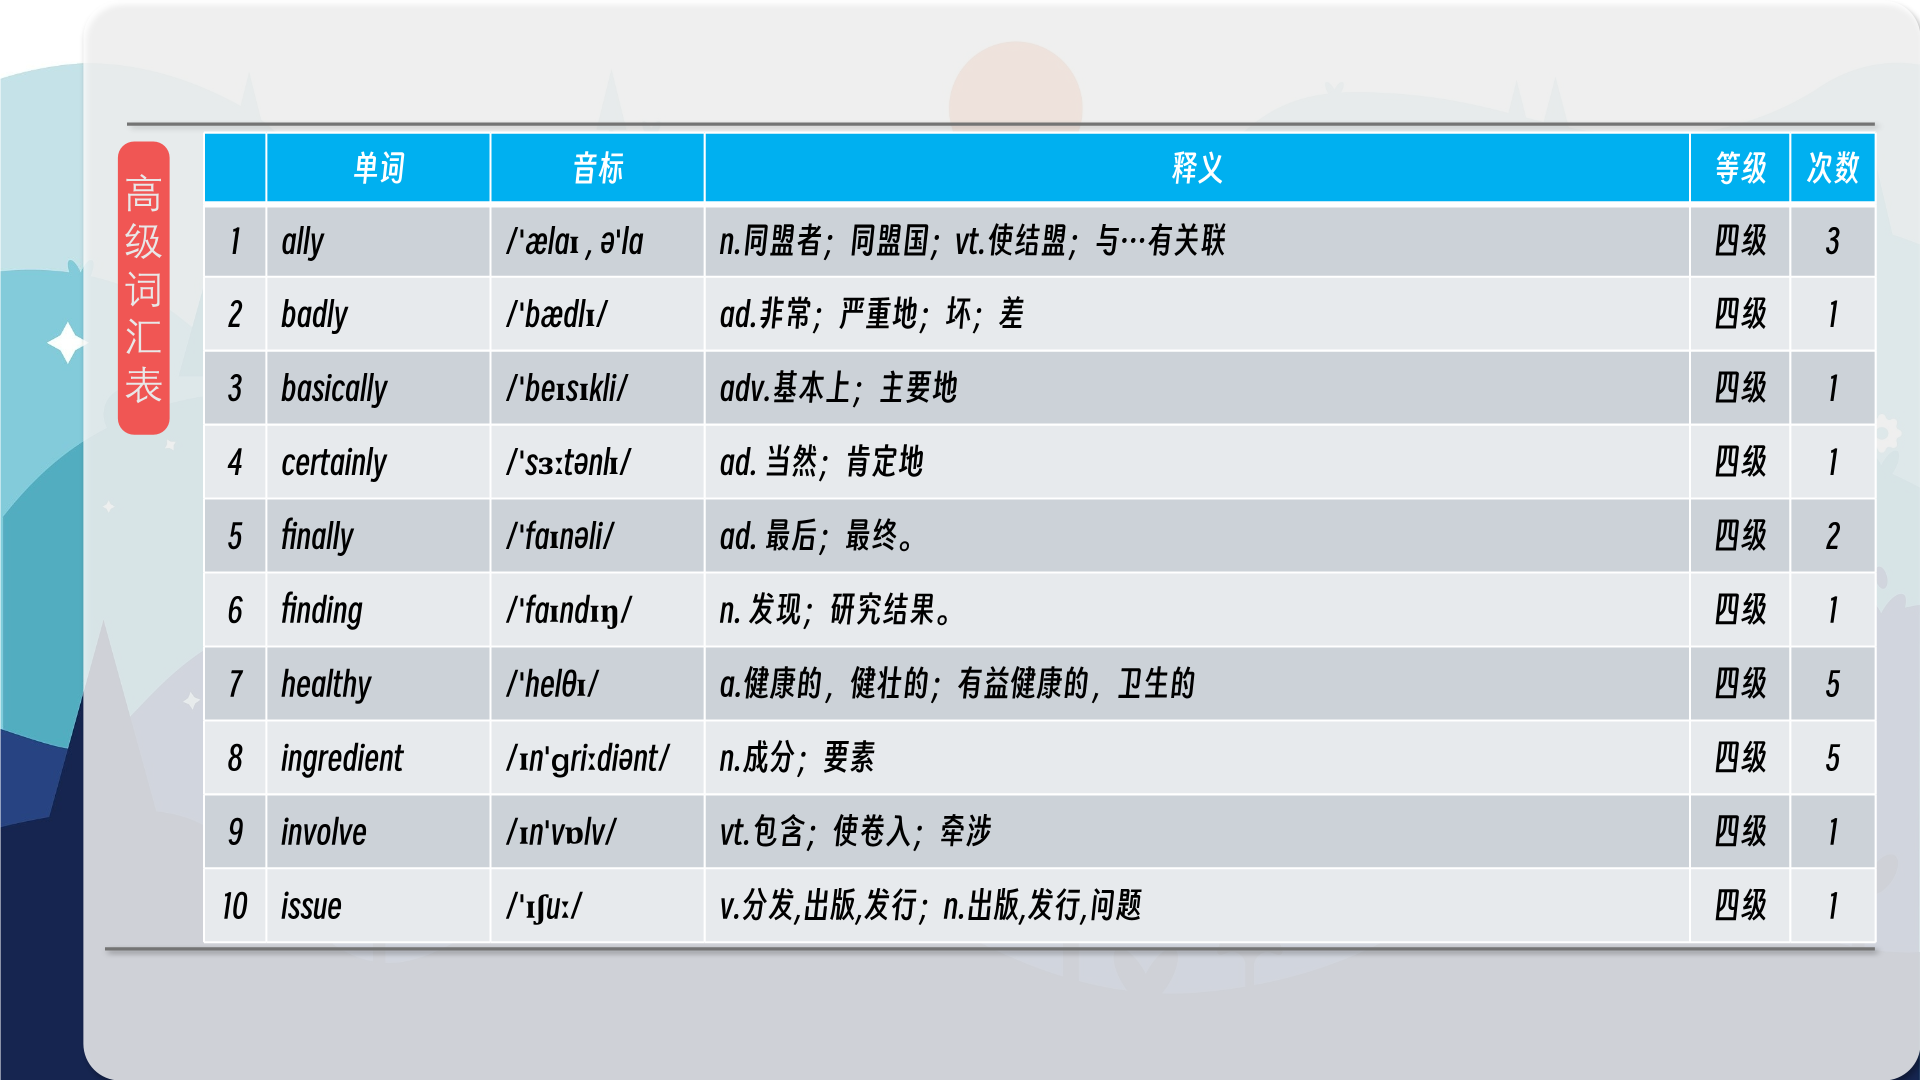 高级词汇表
单词 音标 释义 等级 次数
1 ally /'ælaɪ , ə'la n.同盟者；同盟国；vt.使结盟；与…有关联 四级 3
2 badly /'bædlɪ/ ad.非常；严重地；坏；差 四级 1
3 basically /'beɪsɪkli/ adv.基本上；主要地 四级 1
4 certainly /'sɜːtənlɪ/ ad. 当然；肯定地 四级 1
5 finally /'faɪnəli/ ad. 最后；最终。 四级 2
6 finding /'faɪndɪŋ/ n. 发现；研究结果。 四级 1
7 healthy /'helθɪ/ a.健康的，健壮的；有益健康的，卫生的 四级 5
8 ingredient /ɪn'ɡriːdiənt/ n.成分；要素 四级 5
9 involve /ɪn'vɒlv/ vt.包含；使卷入；牵涉 四级 1
10 issue /'ɪʃuː/ v.分发,出版,发行；n.出版,发行,问题 四级 1